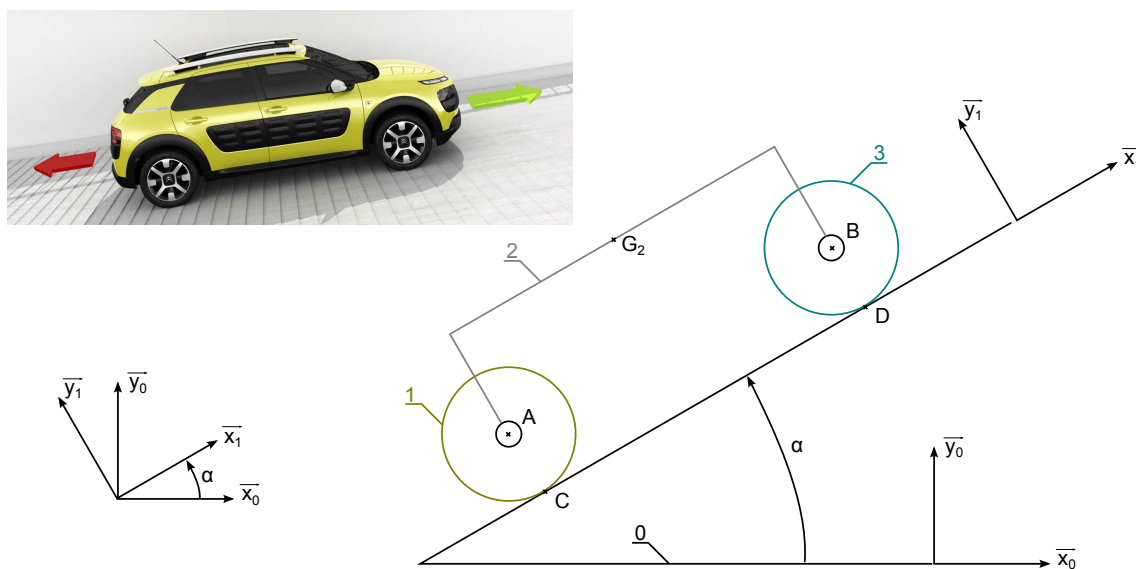 y₁
x
3
B
2
G₂
D
y₁
y₀
x₁
α
x₀
1
A
C
α
y₀
0
x₀